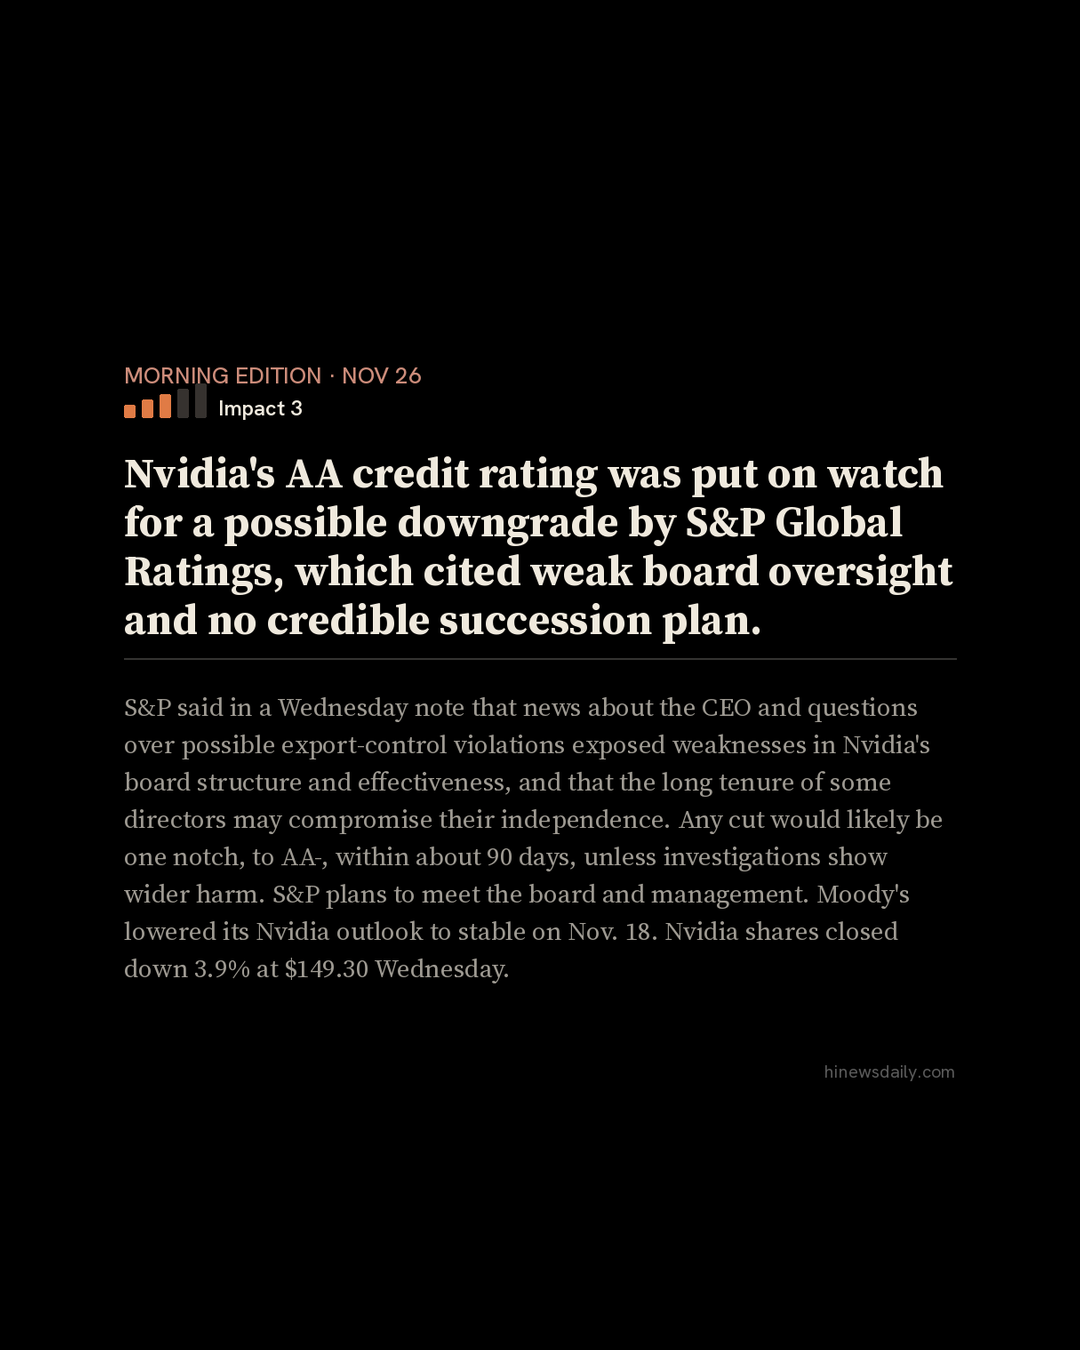 MORNING EDITION · NOV 26
Impact 3
Nvidia's AA credit rating was put on watch
for a possible downgrade by S&P Global
Ratings, which cited weak board oversight
and no credible succession plan.
S&P said in a Wednesday note that news about the CEO and questions
over possible export-control violations exposed weaknesses in Nvidia's
board structure and effectiveness, and that the long tenure of some
directors may compromise their independence. Any cut would likely be
one notch, to AA-, within about 90 days, unless investigations show
wider harm. S&P plans to meet the board and management. Moody's
lowered its Nvidia outlook to stable on Nov. 18. Nvidia shares closed
down 3.9% at $149.30 Wednesday.
hinewsdaily.com